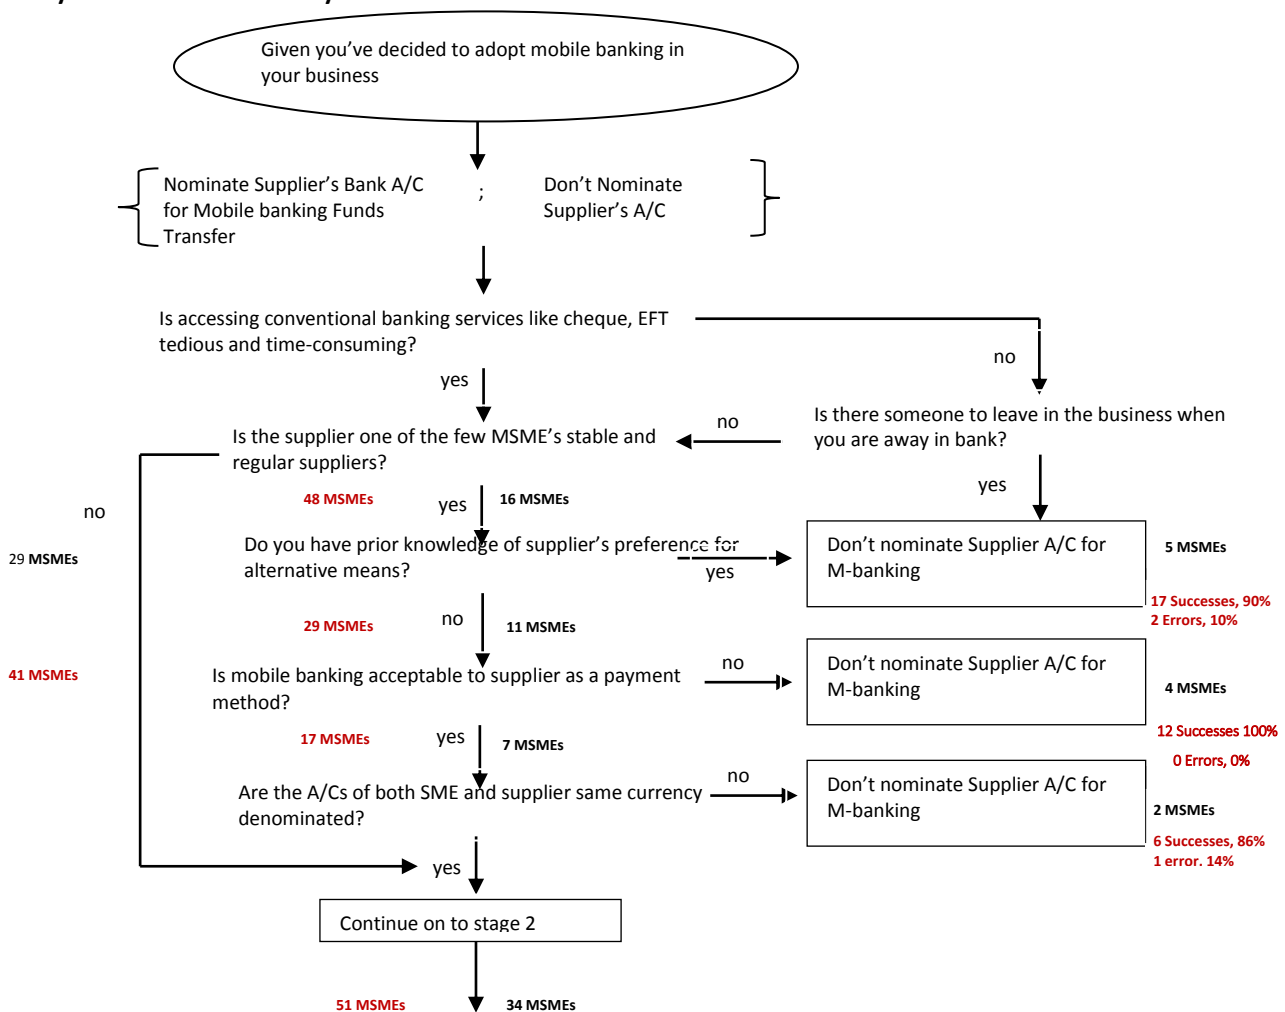 Given you've decided to adopt mobile banking in
your business
Nominate Supplier's Bank A/C
for Mobile banking Funds
Transfer
;
Don't Nominate
Supplier's A/C
Is accessing conventional banking services like cheque, EFT
tedious and time-consuming?
no
yes
Is there someone to leave in the business when
you are away in bank?
no
Is the supplier one of the few MSME's stable and
regular suppliers?
yes
48 MSMEs
yes
16 MSMEs
no
29 MSMEs
41 MSMEs
Do you have prior knowledge of supplier's preference for
alternative means?
yes
Don't nominate Supplier A/C for
M-banking
5 MSMEs
17 Successes, 90%
2 Errors, 10%
29 MSMEs
no
11 MSMEs
Is mobile banking acceptable to supplier as a payment
method?
no
Don't nominate Supplier A/C for
M-banking
4 MSMEs
12 Successes 100%
0 Errors, 0%
17 MSMEs
yes
7 MSMEs
Are the A/Cs of both SME and supplier same currency
denominated?
no
Don't nominate Supplier A/C for
M-banking
2 MSMEs
6 Successes, 86%
1 error. 14%
yes
Continue on to stage 2
51 MSMEs
34 MSMEs